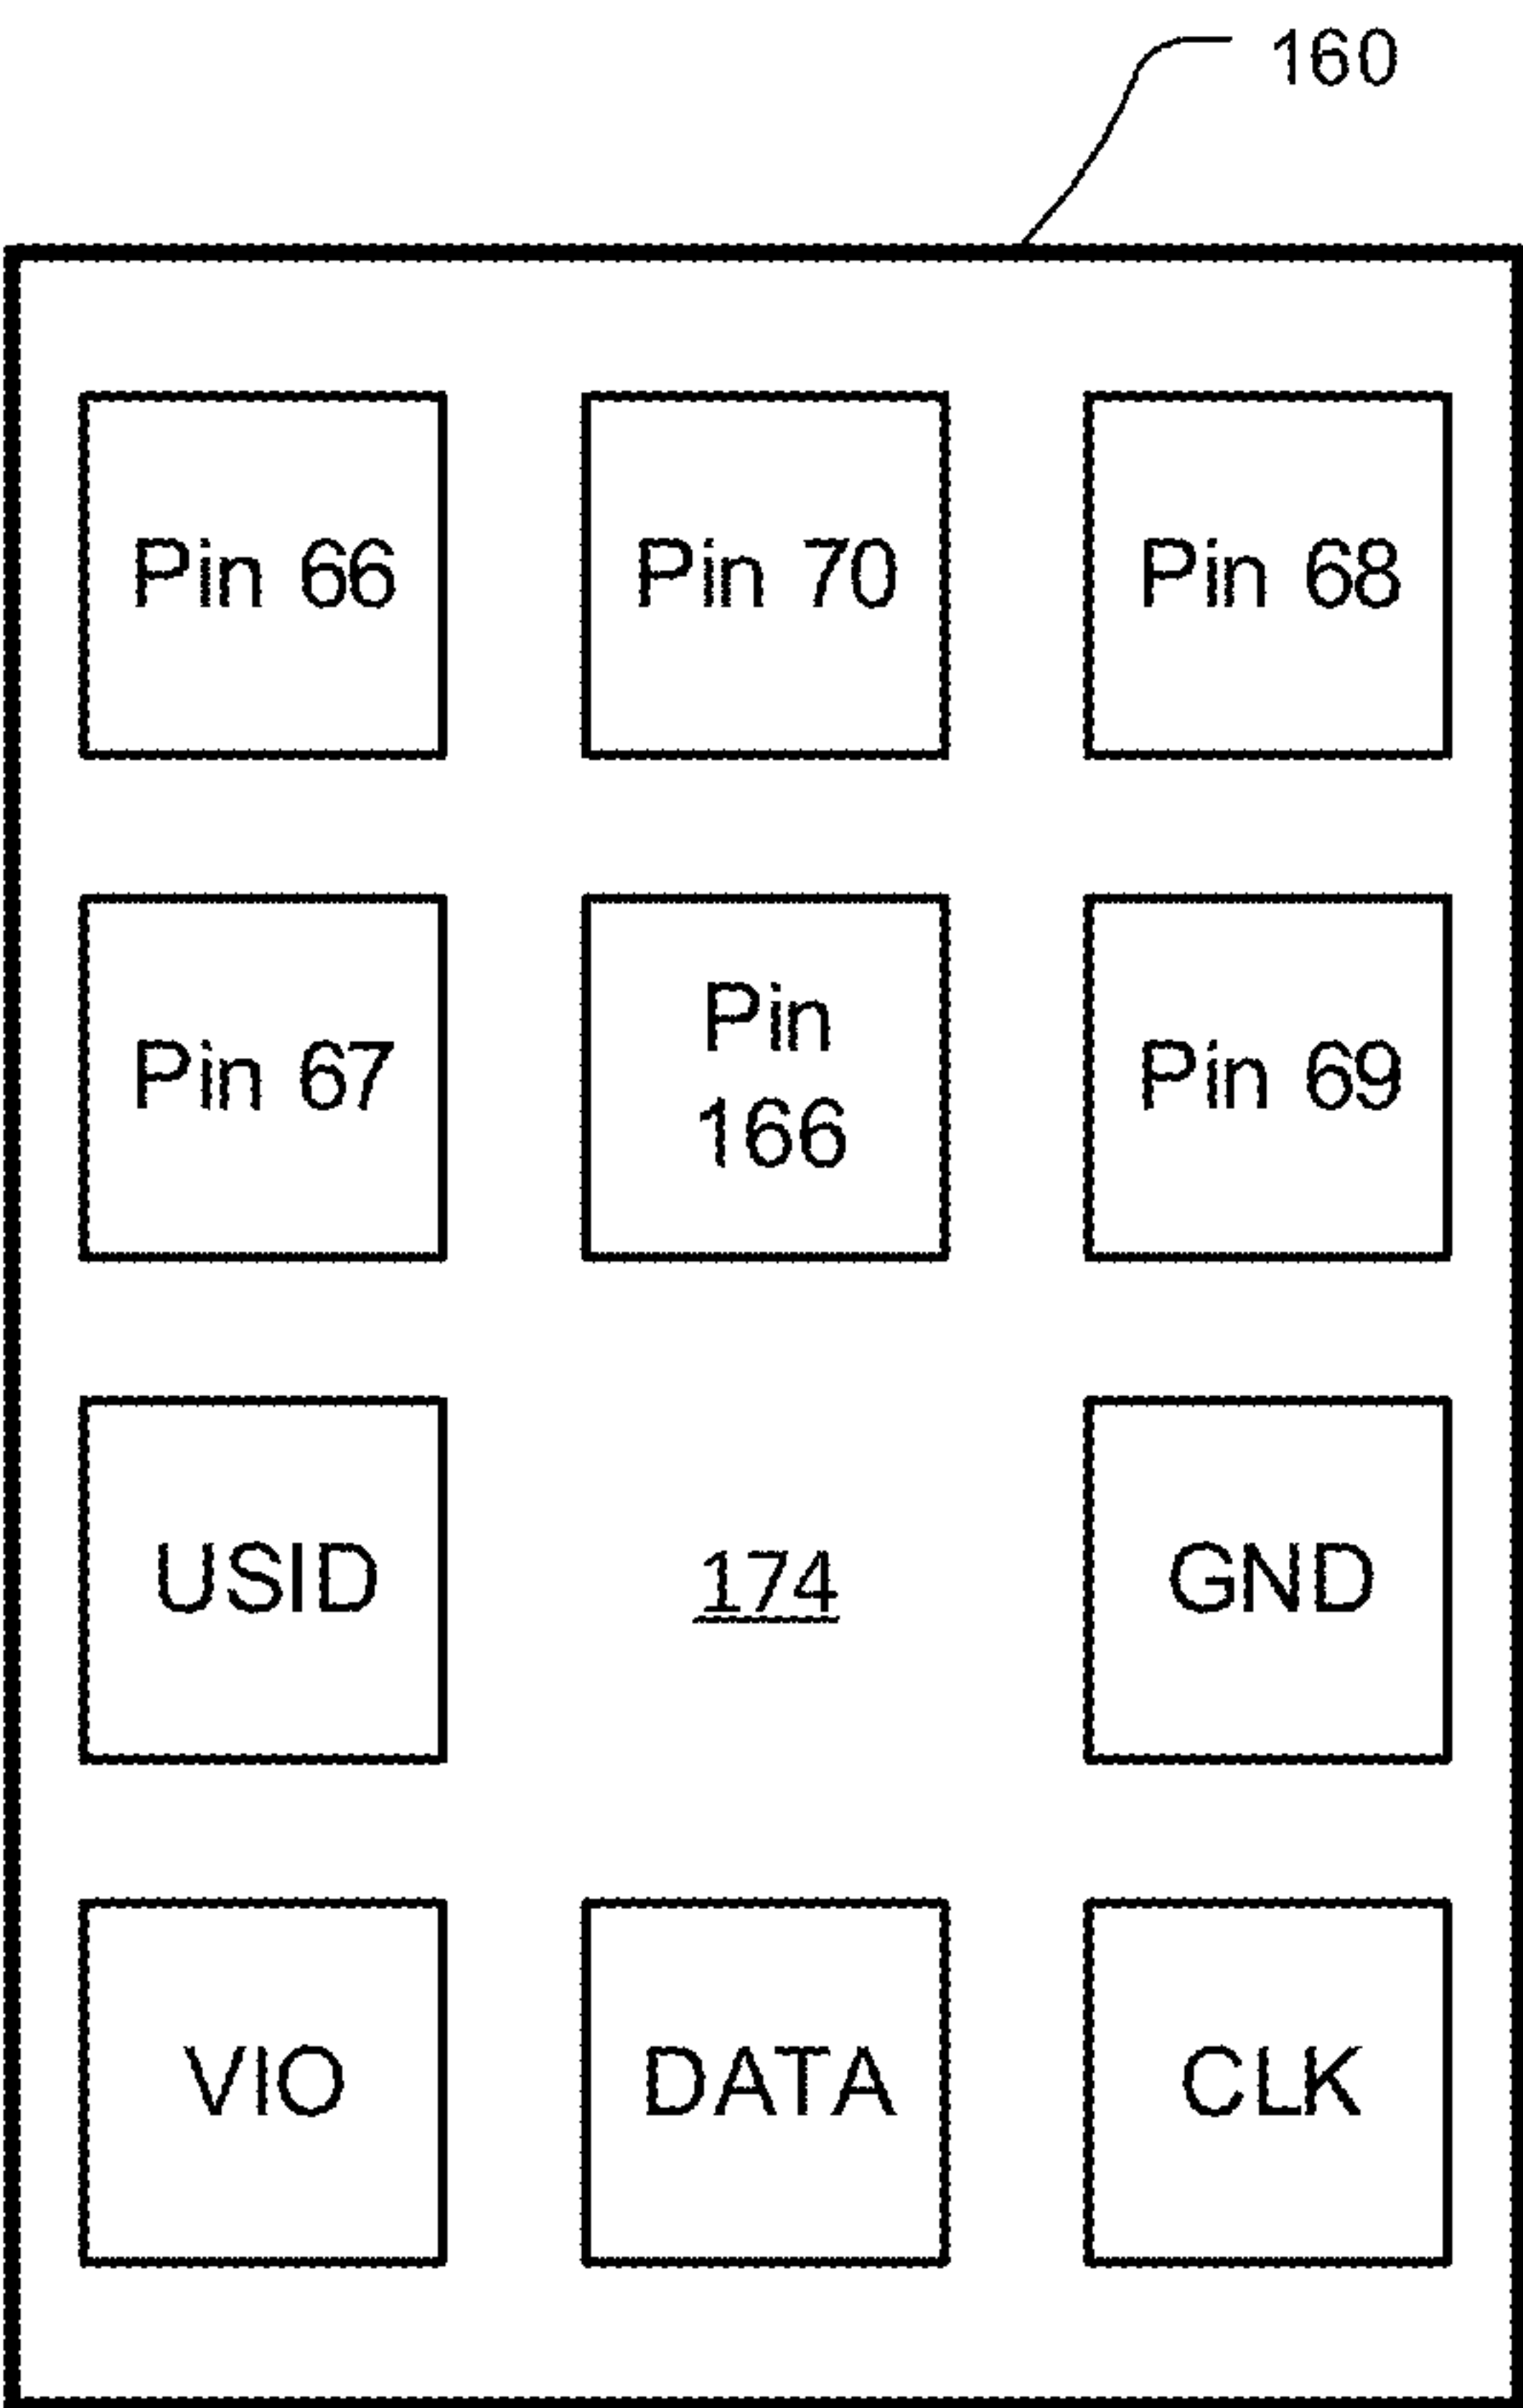 160
Pin 66
Pin 70
Pin 68
Pin 67
Pin
166
Pin 69
USID
174
GND
VIO
DATA
CLK